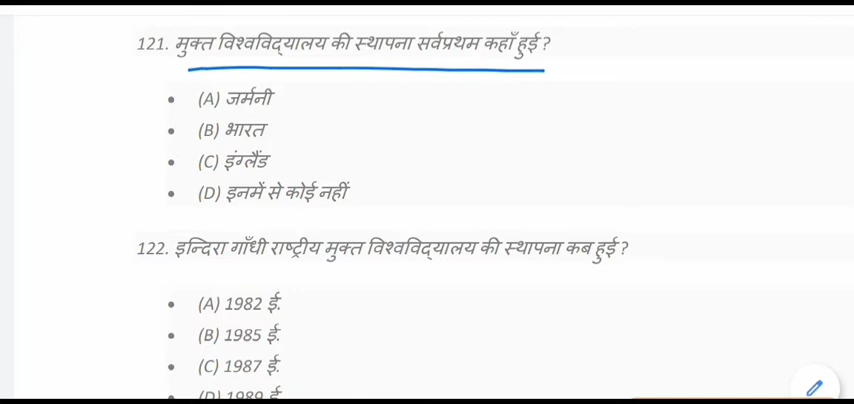 121. मुक्त विश्वविद्यालय की स्थापना सर्वप्रथम कहाँ हुई?
• (A) जर्मनी
• (B) भारत
• (C) इंग्लैंड
• (D) इनमें से कोई नहीं
122. इन्दिरा गाँधी राष्ट्रीय मुक्त विश्वविद्यालय की स्थापना कब हुई?
• (A) 1982 ई.
• (B) 1985 ई.
• (C) 1987 ई.
• (D) 1989 ई